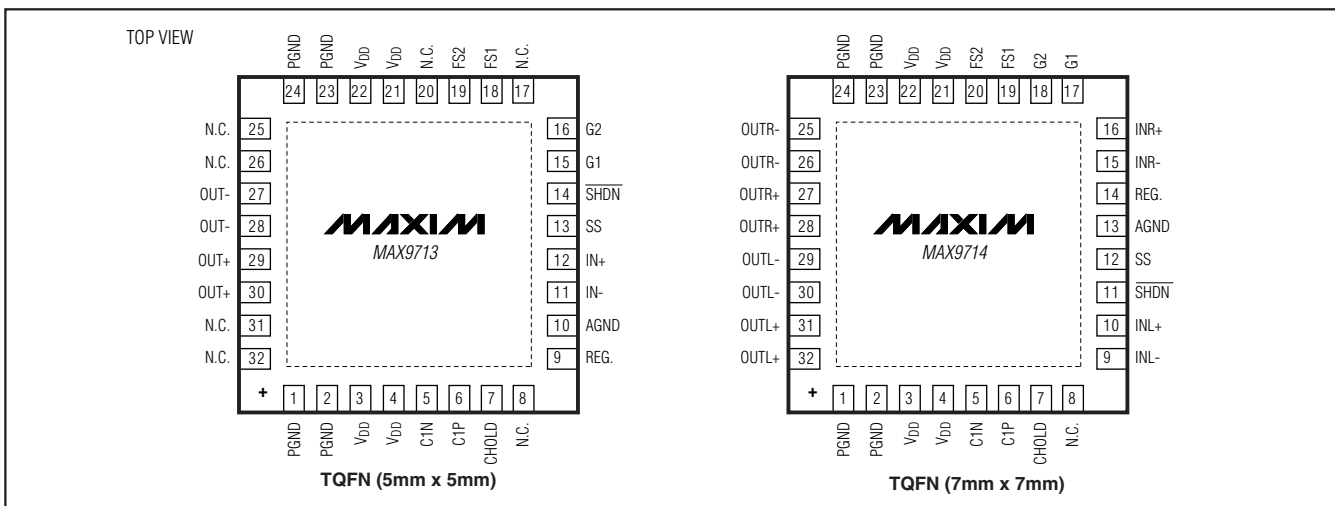 TOP VIEW
PGND PGND VDD VDD N.C. FS2 FS1 N.C.
24 23 22 21 20 19 18 17
N.C. 25
N.C. 26
OUT- 27
OUT- 28
OUT+ 29
OUT+ 30
N.C. 31
N.C. 32
MAXIM
MAX9713
16 G2
15 G1
14 SHDN
13 SS
12 IN+
11 IN-
10 AGND
9 REG.
+ 1 2 3 4 5 6 7 8
PGND PGND VDD VDD C1N C1P CHOLD N.C.
TQFN (5mm x 5mm)
PGND PGND VDD VDD FS2 FS1 G2 G1
24 23 22 21 20 19 18 17
OUTR- 25
OUTR- 26
OUTR+ 27
OUTR+ 28
OUTL- 29
OUTL- 30
OUTL+ 31
OUTL+ 32
MAXIM
MAX9714
16 INR+
15 INR-
14 REG.
13 AGND
12 SS
11 SHDN
10 INL+
9 INL-
+ 1 2 3 4 5 6 7 8
PGND PGND VDD VDD C1N C1P CHOLD N.C.
TQFN (7mm x 7mm)